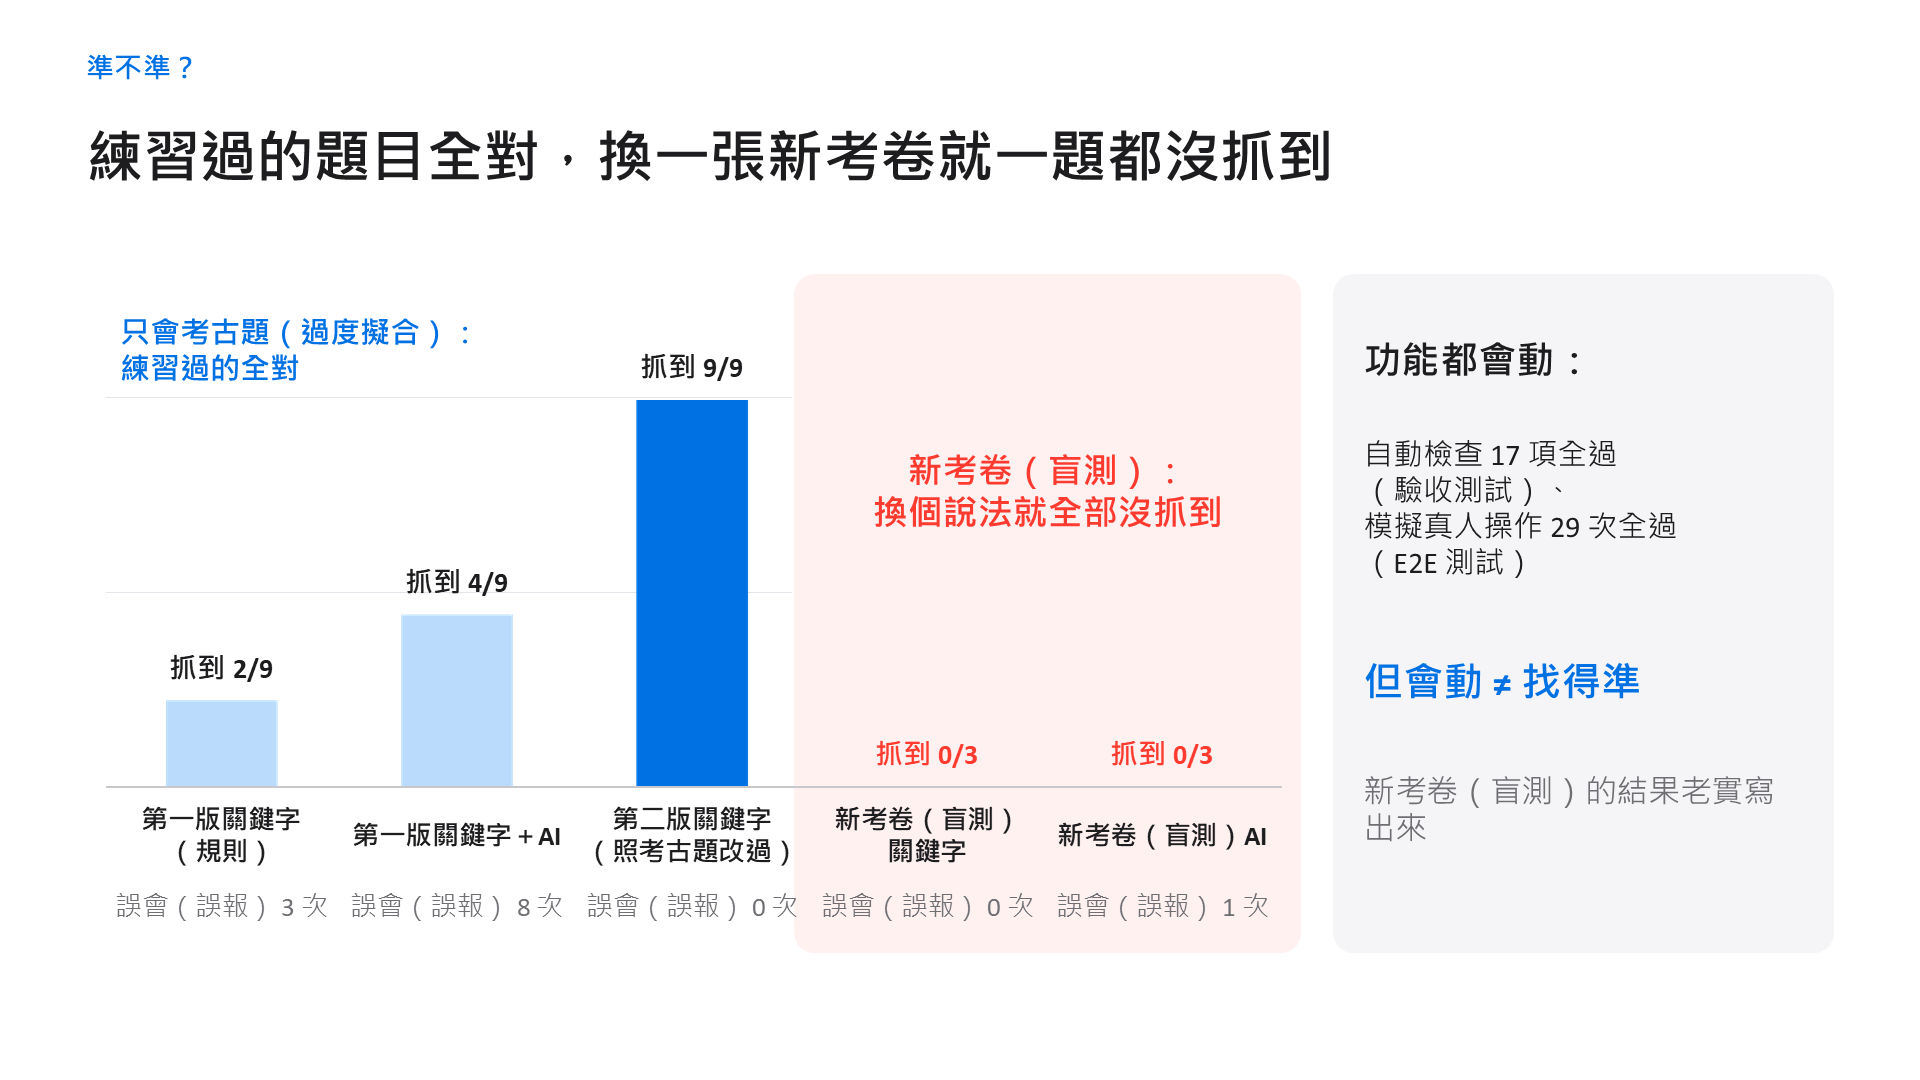 準不準？
練習過的題目全對，換一張新考卷就一題都沒抓到
只會考古題（過度擬合）：
練習過的全對
抓到 9/9
抓到 4/9
抓到 2/9
新考卷（盲測）：
換個說法就全部沒抓到
抓到 0/3
抓到 0/3
第一版關鍵字
（規則）
第一版關鍵字＋AI
第二版關鍵字
（照考古題改過）
新考卷（盲測）
關鍵字
新考卷（盲測）AI
誤會（誤報）3 次
誤會（誤報）8 次
誤會（誤報）0 次
誤會（誤報）0 次
誤會（誤報）1 次
功能都會動：
自動檢查 17 項全過
（驗收測試）、
模擬真人操作 29 次全過
（E2E 測試）
但會動 ≠ 找得準
新考卷（盲測）的結果老實寫
出來